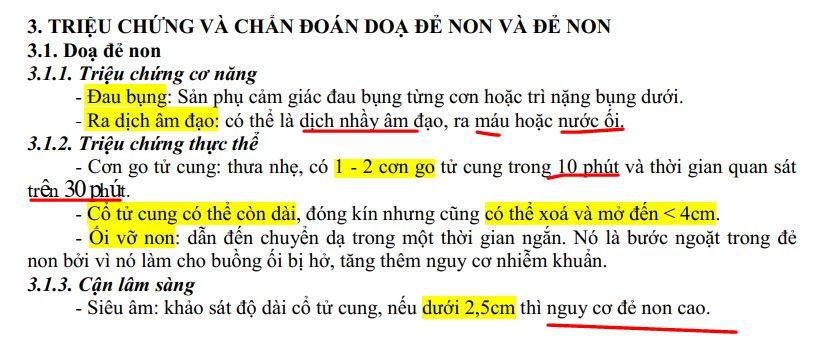 3. TRIỆU CHỨNG VÀ CHẨN ĐOÁN DOẠ ĐẺ NON VÀ ĐẺ NON
3.1. Doạ đẻ non
3.1.1. Triệu chứng cơ năng
- Đau bụng: Sản phụ cảm giác đau bụng từng cơn hoặc trì nặng bụng dưới.
- Ra dịch âm đạo: có thể là dịch nhầy âm đạo, ra máu hoặc nước ối.
3.1.2. Triệu chứng thực thể
- Cơn go tử cung: thưa nhẹ, có 1 - 2 cơn go tử cung trong 10 phút và thời gian quan sát
trên 30 phút.
- Cổ tử cung có thể còn dài, đóng kín nhưng cũng có thể xoá và mở đến < 4cm.
- Ối vỡ non: dẫn đến chuyển dạ trong một thời gian ngắn. Nó là bước ngoặt trong đẻ
non bởi vì nó làm cho buồng ối bị hở, tăng thêm nguy cơ nhiễm khuẩn.
3.1.3. Cận lâm sàng
- Siêu âm: khảo sát độ dài cổ tử cung, nếu dưới 2,5cm thì nguy cơ đẻ non cao.